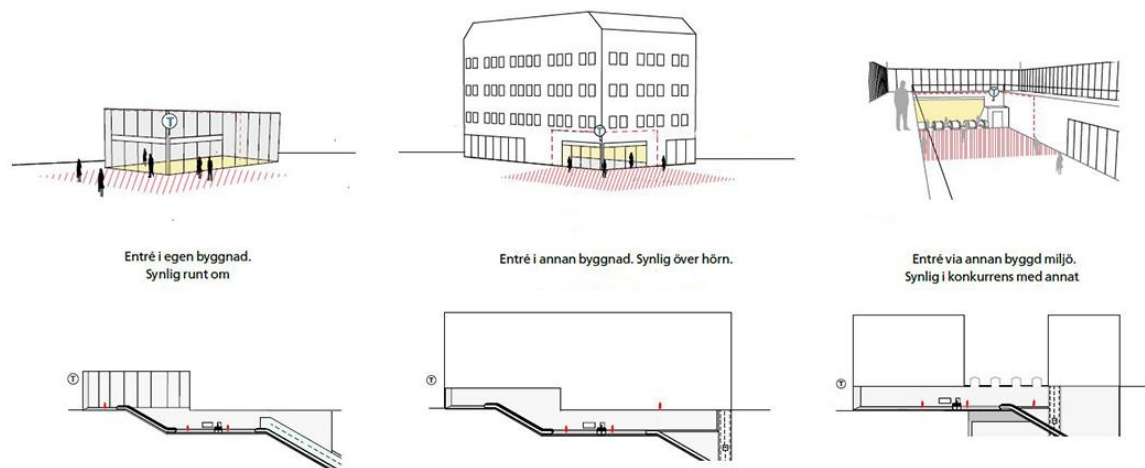 T
T
T
Entré i egen byggnad.
Synlig runt om
Entré i annan byggnad. Synlig över hörn.
Entré via annan byggd miljö.
Synlig i konkurrens med annat
T
T
T